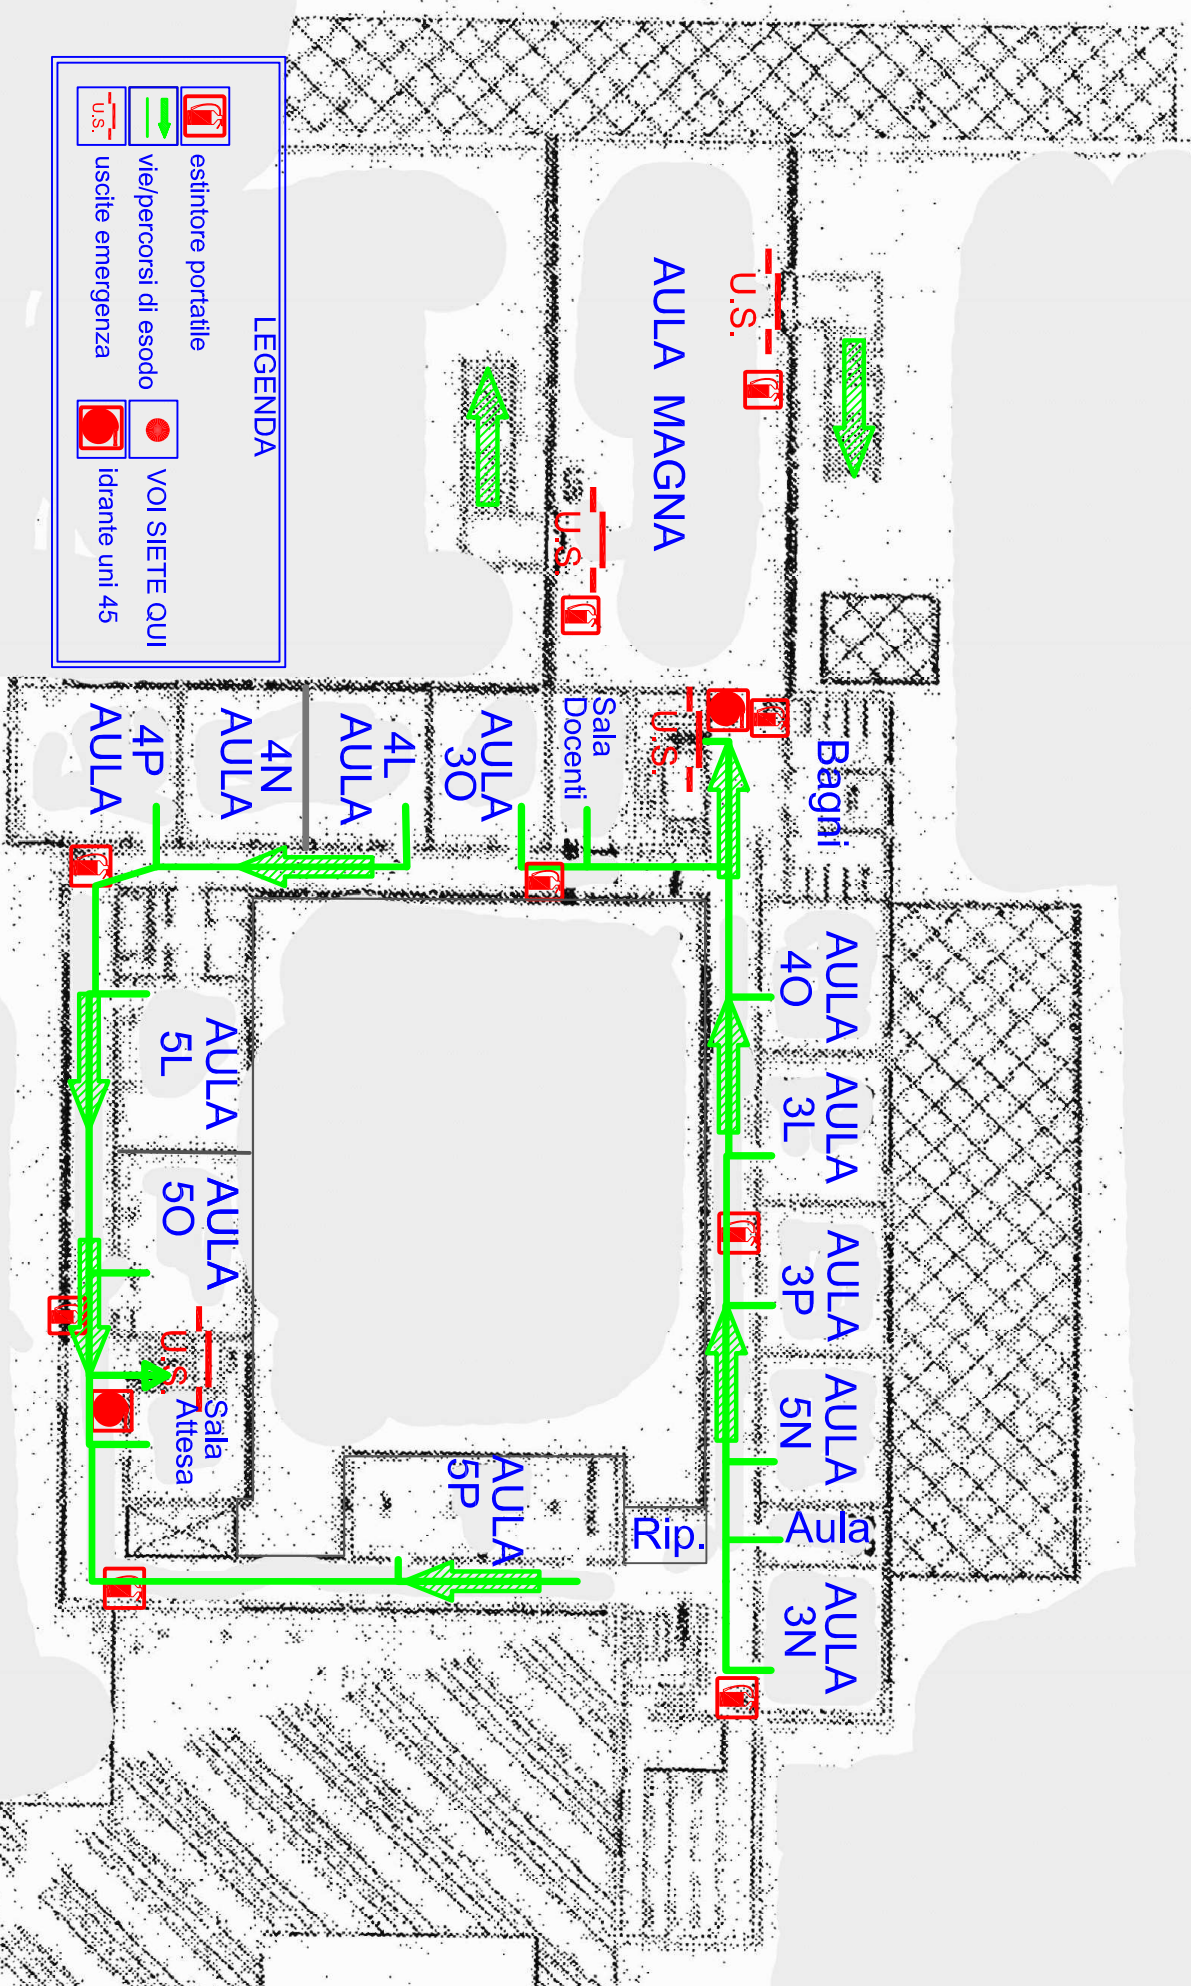 LEGENDA
estintore portatile
vie/percorsi di esodo
U.S.
uscite emergenza
VOI SIETE QUI
idrante uni 45
AULA MAGNA
U.S.
U.S.
Bagni
U.S.
Sala
Docenti
AULA
3O
4L
AULA
4N
AULA
4P
AULA
AULA
4O
AULA
3L
AULA
3P
AULA
5N
Aula
AULA
3N
Rip.
AULA
5P
AULA
5L
AULA
5O
U.S.
Sala
Attesa